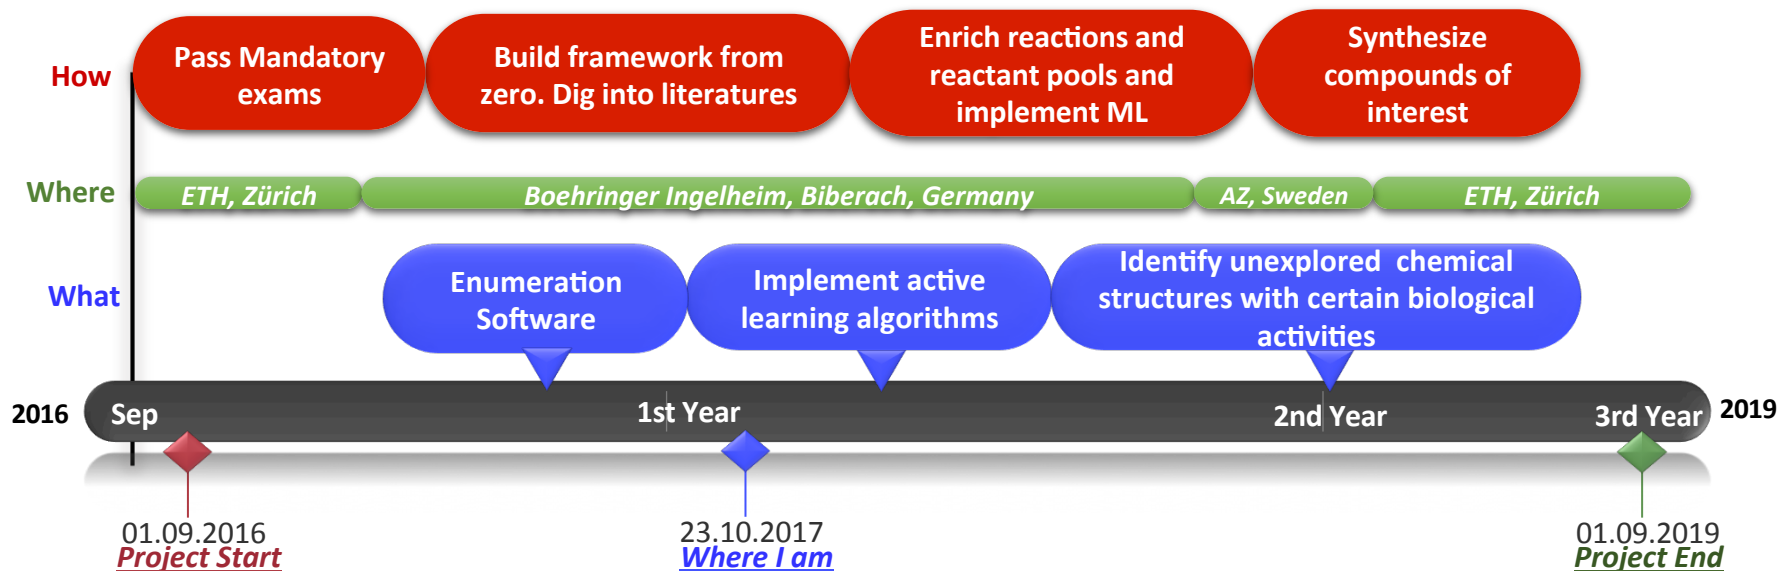 How
Pass Mandatory
exams
Build framework from
zero. Dig into literatures
Enrich reactions and
reactant pools and
implement ML
Synthesize
compounds of
interest
Where
ETH, Zürich
Boehringer Ingelheim, Biberach, Germany
AZ, Sweden
ETH, Zürich
What
Enumeration
Software
Implement active
learning algorithms
Identify unexplored chemical
structures with certain biological
activities
2016
Sep
1st Year
2nd Year
3rd Year
2019
01.09.2016
Project Start
23.10.2017
Where I am
01.09.2019
Project End